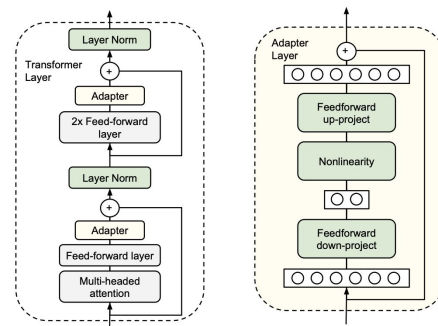 Layer Norm
Transformer
Layer
+
Adapter
2x Feed-forward
layer
Layer Norm
+
Adapter
Feed-forward layer
Multi-headed
attention
Adapter
Layer
+
Feedforward
up-project
Nonlinearity
Feedforward
down-project